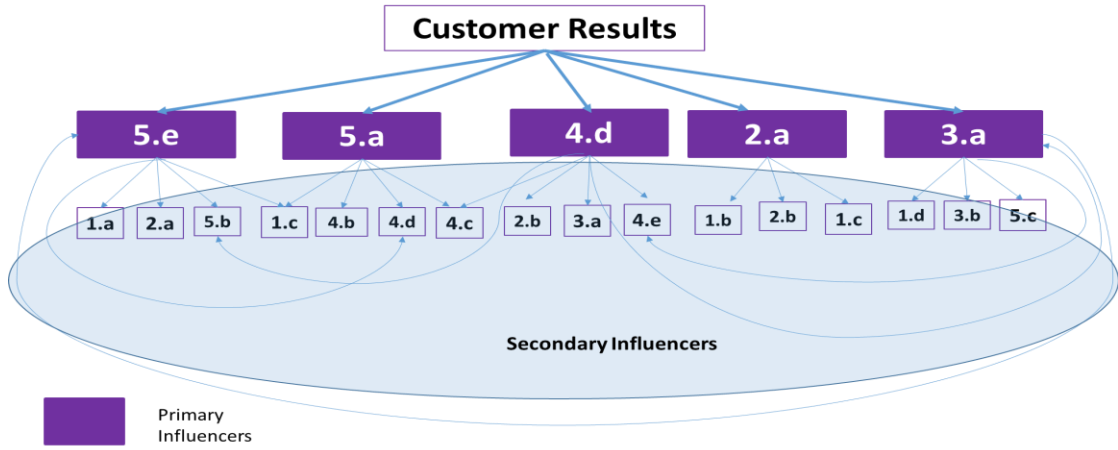 Customer Results
5.e
5.a
4.d
2.a
3.a
1.a
2.a
5.b
1.c
4.b
4.d
4.c
2.b
3.a
4.e
1.b
2.b
1.c
1.d
3.b
5.c
Secondary Influencers
Primary
Influencers